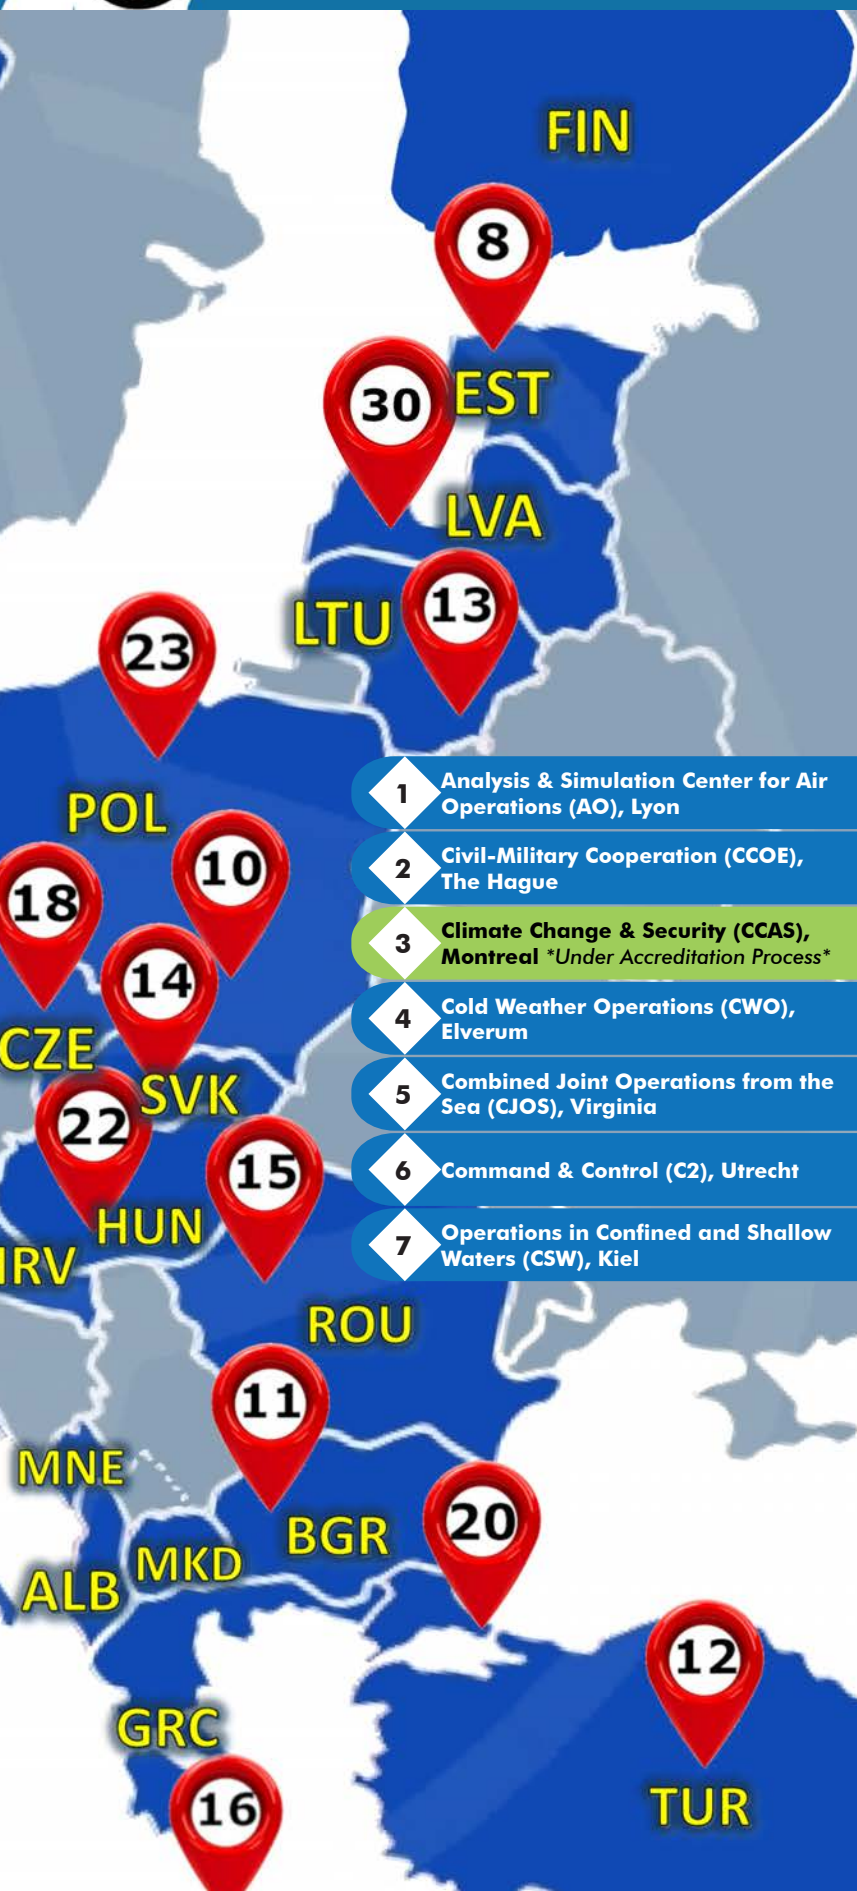 FIN
8
EST
30
LVA
LTU
13
23
POL
10
18
14
CZE
SVK
22
15
HUN
HRV
ROU
11
MNE
BGR
20
MKD
ALB
12
GRC
16
TUR
1
Analysis & Simulation Center for Air
Operations (AO), Lyon
2
Civil-Military Cooperation (CCOE),
The Hague
3
Climate Change & Security (CCAS),
Montreal *Under Accreditation Process*
4
Cold Weather Operations (CWO),
Elverum
5
Combined Joint Operations from the
Sea (CJOS), Virginia
6
Command & Control (C2), Utrecht
7
Operations in Confined and Shallow
Waters (CSW), Kiel